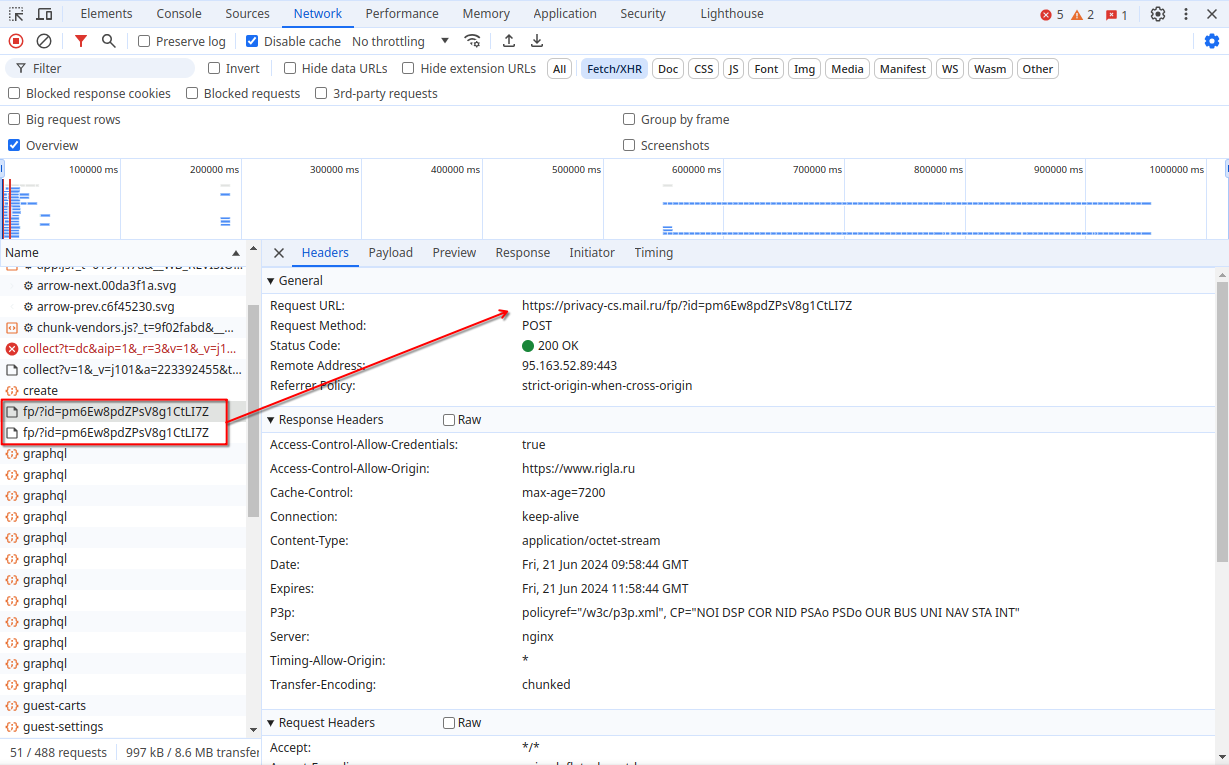 Elements Console Sources Network Performance Memory Application Security Lighthouse 5 2 1
Preserve log Disable cache No throttling
Filter Invert Hide data URLs Hide extension URLs All Fetch/XHR Doc CSS JS Font Img Media Manifest WS Wasm Other
Blocked response cookies Blocked requests 3rd-party requests
Big request rows Group by frame
Overview Screenshots
100000 ms 200000 ms 300000 ms 400000 ms 500000 ms 600000 ms 700000 ms 800000 ms 900000 ms 1000000 ms
Name
arrow-next.00da3f1a.svg
arrow-prev.c6f45230.svg
chunk-vendors.js?_t=9f02fabd&__...
collect?t=dc&aip=1&_r=3&v=1&_v=j1...
collect?v=1&_v=j101&a=223392455&t...
create
fp/?id=pm6Ew8pdZPsV8g1CtLI7Z
fp/?id=pm6Ew8pdZPsV8g1CtLI7Z
graphql
graphql
graphql
graphql
graphql
graphql
graphql
graphql
graphql
graphql
graphql
graphql
guest-carts
guest-settings
51 / 488 requests 997 kB / 8.6 MB transfer
Headers Payload Preview Response Initiator Timing
General
Request URL: https://privacy-cs.mail.ru/fp/?id=pm6Ew8pdZPsV8g1CtLI7Z
Request Method: POST
Status Code: 200 OK
Remote Address: 95.163.52.89:443
Referrer Policy: strict-origin-when-cross-origin
Response Headers Raw
Access-Control-Allow-Credentials: true
Access-Control-Allow-Origin: https://www.rigla.ru
Cache-Control: max-age=7200
Connection: keep-alive
Content-Type: application/octet-stream
Date: Fri, 21 Jun 2024 09:58:44 GMT
Expires: Fri, 21 Jun 2024 11:58:44 GMT
P3p: policyref="/w3c/p3p.xml", CP="NOI DSP COR NID PSAo PSDo OUR BUS UNI NAV STA INT"
Server: nginx
Timing-Allow-Origin: *
Transfer-Encoding: chunked
Request Headers Raw
Accept: */*